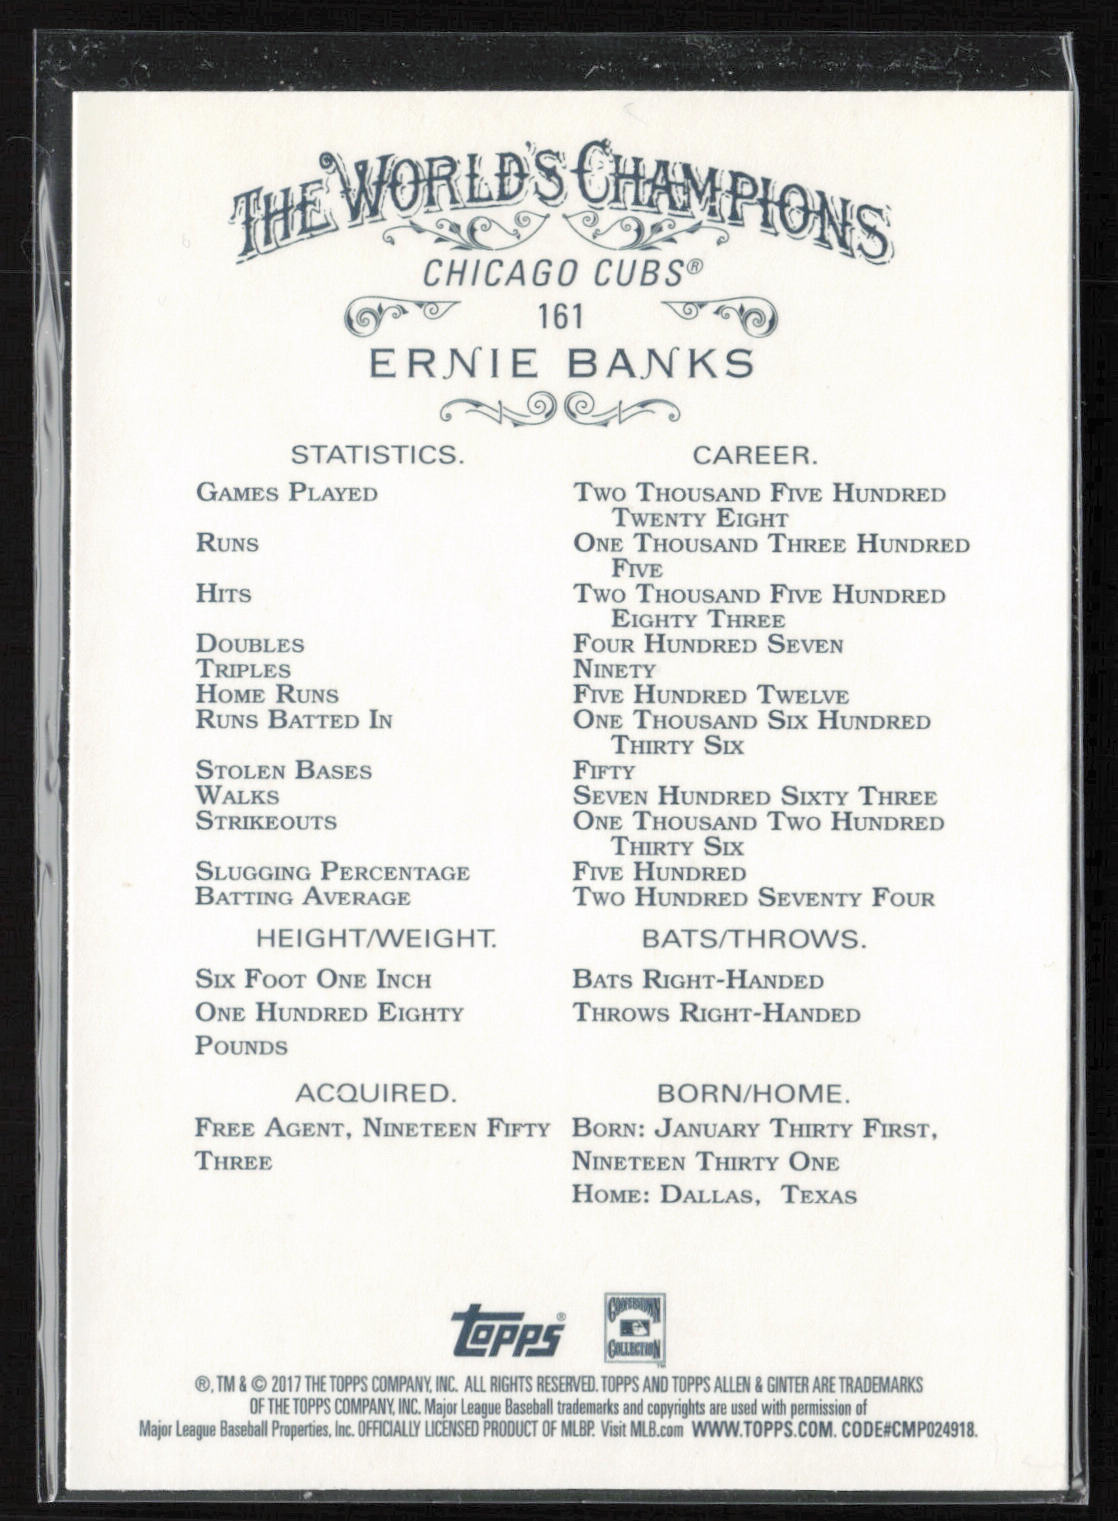 THE WORLD'S CHAMPIONS
CHICAGO CUBS®
161
ERNIE BANKS
STATISTICS. CAREER.
GAMES PLAYED TWO THOUSAND FIVE HUNDRED
TWENTY EIGHT
RUNS ONE THOUSAND THREE HUNDRED
FIVE
HITS TWO THOUSAND FIVE HUNDRED
EIGHTY THREE
DOUBLES FOUR HUNDRED SEVEN
TRIPLES NINETY
HOME RUNS FIVE HUNDRED TWELVE
RUNS BATTED IN ONE THOUSAND SIX HUNDRED
THIRTY SIX
STOLEN BASES FIFTY
WALKS SEVEN HUNDRED SIXTY THREE
STRIKEOUTS ONE THOUSAND TWO HUNDRED
THIRTY SIX
SLUGGING PERCENTAGE FIVE HUNDRED
BATTING AVERAGE TWO HUNDRED SEVENTY FOUR
HEIGHT/WEIGHT. BATS/THROWS.
SIX FOOT ONE INCH BATS RIGHT-HANDED
ONE HUNDRED EIGHTY THROWS RIGHT-HANDED
POUNDS
ACQUIRED. BORN/HOME.
FREE AGENT, NINETEEN FIFTY BORN: JANUARY THIRTY FIRST,
THREE NINETEEN THIRTY ONE
HOME: DALLAS, TEXAS
topps®
COOPERSTOWN
COLLECTION
TM
®, TM & © 2017 THE TOPPS COMPANY, INC. ALL RIGHTS RESERVED. TOPPS AND TOPPS ALLEN & GINTER ARE TRADEMARKS
OF THE TOPPS COMPANY, INC. Major League Baseball trademarks and copyrights are used with permission of
Major League Baseball Properties, Inc. OFFICIALLY LICENSED PRODUCT OF MLBP. Visit MLB.com WWW.TOPPS.COM. CODE#CMP024918.